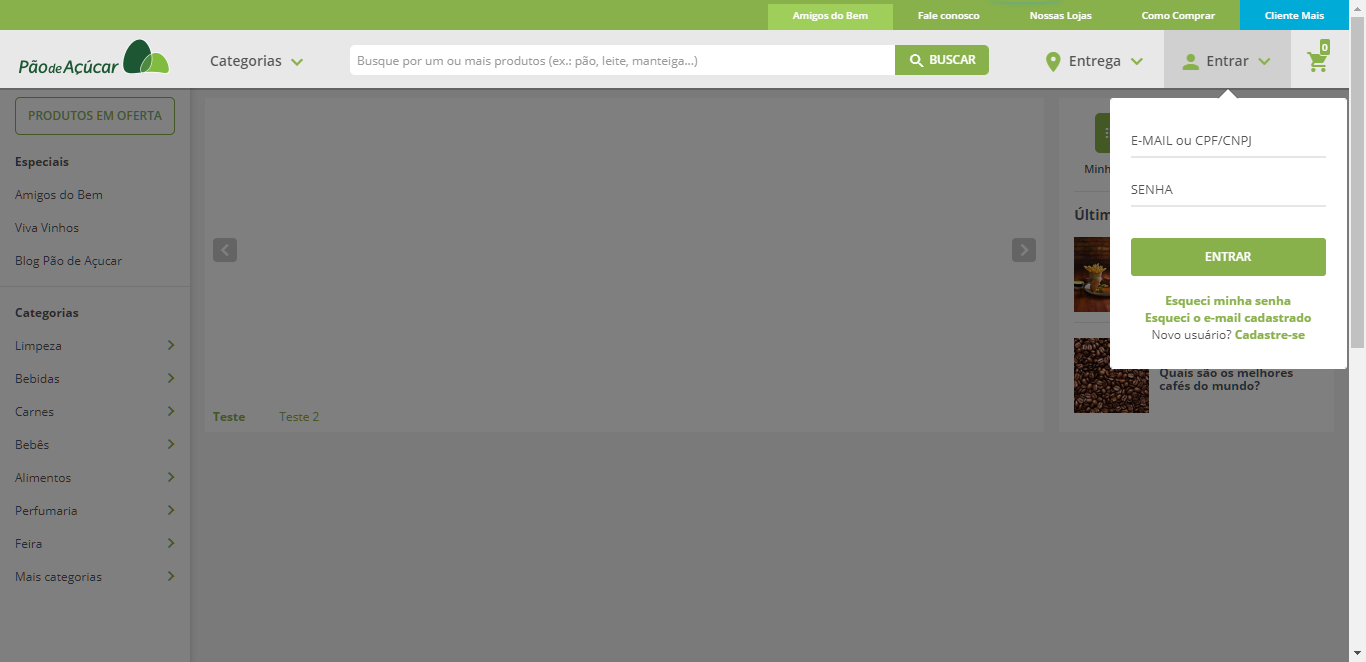 Amigos do Bem
Fale conosco
Nossas Lojas
Como Comprar
Cliente Mais
PãodeAçúcar
Categorias
Busque por um ou mais produtos (ex.: pão, leite, manteiga...)
BUSCAR
Entrega
Entrar
0
PRODUTOS EM OFERTA
Especiais
Amigos do Bem
Viva Vinhos
Blog Pão de Açucar
Categorias
Limpeza
Bebidas
Carnes
Bebês
Alimentos
Perfumaria
Feira
Mais categorias
Teste
Teste 2
Minh
Últim
E-MAIL ou CPF/CNPJ
SENHA
ENTRAR
Esqueci minha senha
Esqueci o e-mail cadastrado
Novo usuário? Cadastre-se
Quais são os melhores
cafés do mundo?